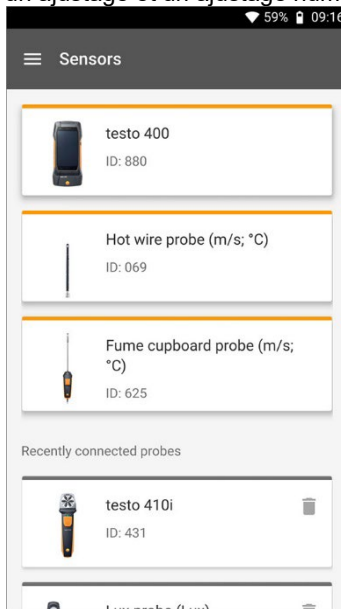 59% 09:16
Sensors
testo 400
ID: 880
Hot wire probe (m/s; °C)
ID: 069
Fume cupboard probe (m/s;
°C)
ID: 625
Recently connected probes
testo 410i
ID: 431